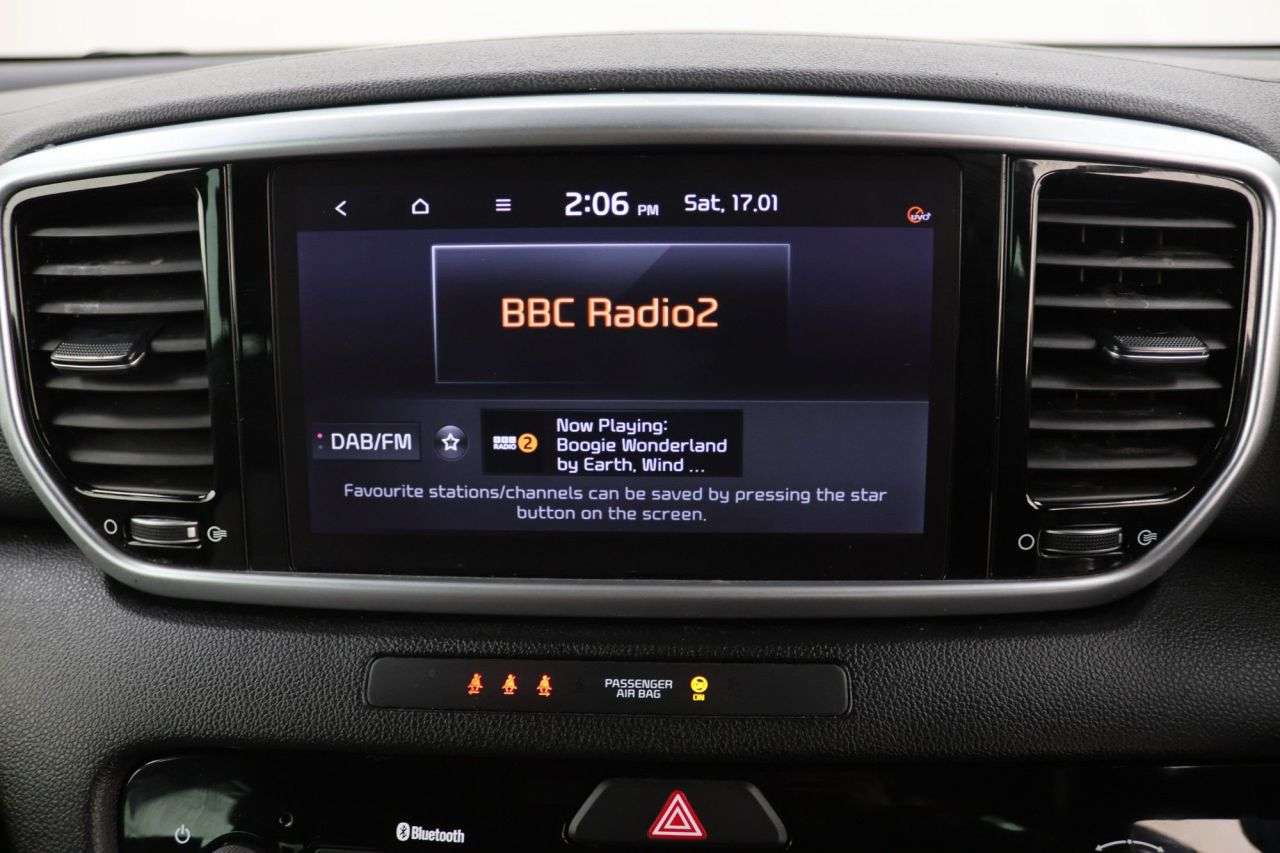 2:06 PM Sat, 17.01
UVO
BBC Radio2
DAB/FM
BBC
RADIO 2
Now Playing:
Boogie Wonderland
by Earth, Wind ...
Favourite stations/channels can be saved by pressing the star
button on the screen.
PASSENGER
AIR BAG
ON
Bluetooth